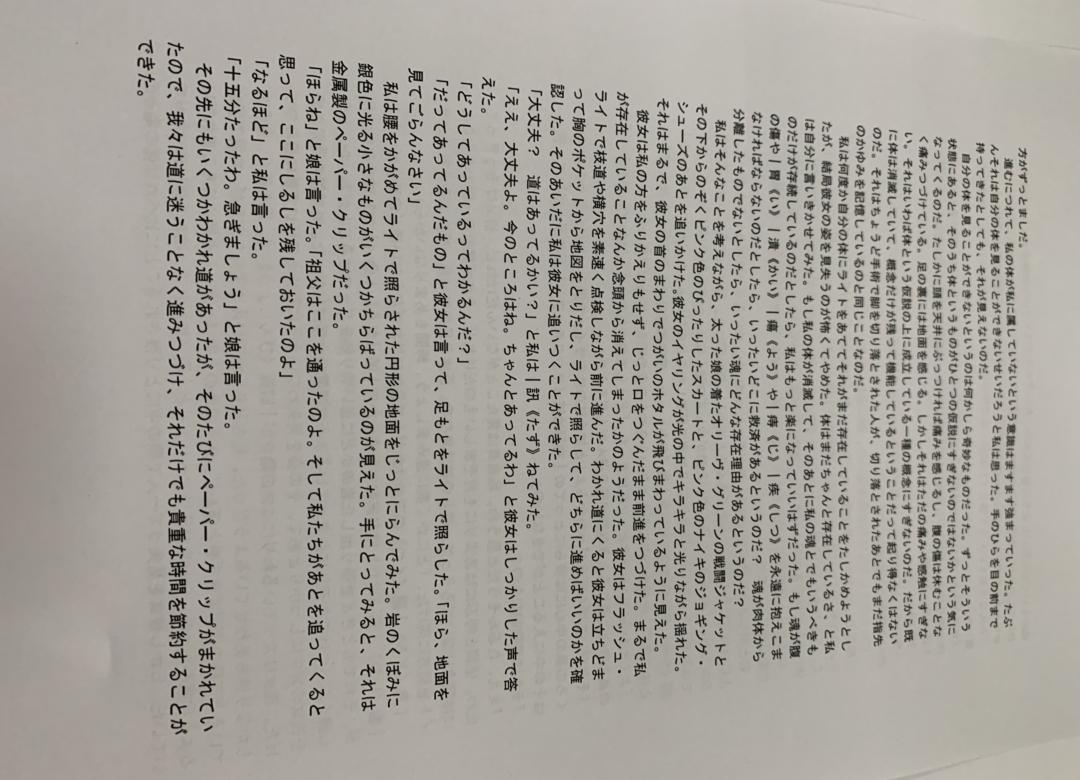 方がずっとましだ。
進むにつれて、私の体が私に属していないという意識はますます強まっていった。たぶ
んそれは自分の体を見ることができないせいだろうと私は思った。手のひらを目の前まで
持ってきたとしても、それが見えないのだ。
自分の体を見ることができないというのは何かしら奇妙なものだった。ずっとそういう
状態にあると、そのうち体というものがひとつの仮説にすぎないのではないかという気に
なってくるのだ。たしかに頭を天井にぶっつければ痛みを感じるし、腹の傷は休むことな
く痛みつづけている。足の裏には地面を感じる。しかしそれはただの痛みや感触にすぎな
い。それはいわば体という仮説の上に成立している一種の概念にすぎないのだ。だから既
に体は消滅していて、概念だけが残って機能しているということだって起り得なくはない
のだ。それはちょうど手術で脚を切り落とされた人が、切り落とされたあとでもまだ指先
のかゆみを記憶しているのと同じことなのだ。
私は何度か自分の体にライトをあててそれがまだ存在していることをたしかめようとし
たが、結局彼女の姿を見失うのが怖くてやめた。体はまだちゃんと存在しているさ、と私
は自分に言いきかせてみた。もし私の体が消滅して、そのあとに私の魂とでもいうべきも
のだけが存続しているのだとしたら、私はもっと楽になっていいはずだった。もし魂が腹
の傷や|胃《い》|潰《かい》|瘍《よう》や|痔《じ》|疾《しつ》を永遠に抱えこま
なければならないのだとしたら、いったいどこに救済があるというのだ? 魂が肉体から
分離したものでないとしたら、いったい魂にどんな存在理由があるというのだ?
私はそんなことを考えながら、太った娘の着たオリーヴ・グリーンの戦闘ジャケットと
その下からのぞくピンク色のぴったりしたスカートと、ピンク色のナイキのジョギング・
シューズのあとを追いかけた。彼女のイヤリングが光の中でキラキラと光りながら揺れた。
それはまるで、彼女の首のまわりでつがいのホタルが飛びまわっているように見えた。
彼女は私の方をふりかえりもせず、じっと口をつぐんだまま前進をつづけた。まるで私
が存在していることなんか念頭から消えてしまったかのようだった。彼女はフラッシュ・
ライトで枝道や横穴を素速く点検しながら前に進んだ。わかれ道にくると彼女は立ちどま
って胸のポケットから地図をとりだし、ライトで照らして、どちらに進めばいいのかを確
認した。そのあいだに私は彼女に追いつくことができた。
「大丈夫? 道はあってるかい?」と私は|訊《たず》ねてみた。
「ええ、大丈夫よ。今のところはね。ちゃんとあってるわ」と彼女はしっかりした声で答
えた。
「どうしてあっているってわかるんだ?」
「だってあってるんだもの」と彼女は言って、足もとをライトで照らした。「ほら、地面を
見てごらんなさい」
私は腰をかがめてライトで照らされた円形の地面をじっとにらんでみた。岩のくぼみに
銀色に光る小さなものがいくつかちらばっているのが見えた。手にとってみると、それは
金属製のペーパー・クリップだった。
「ほらね」と娘は言った。「祖父はここを通ったのよ。そして私たちがあとを追ってくると
思って、ここにしるしを残しておいたのよ」
「なるほど」と私は言った。
「十五分たったわ。急ぎましょう」と娘は言った。
その先にもいくつかわかれ道があったが、そのたびにペーパー・クリップがまかれてい
たので、我々は道に迷うことなく進みつづけ、それだけでも貴重な時間を節約することが
できた。